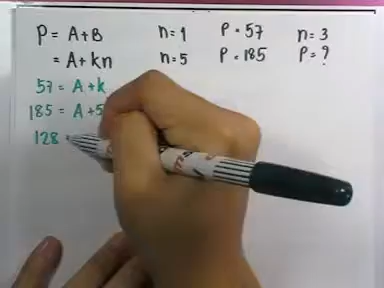 P = A + B n = 1 P = 57 n = 3
= A + kn n = 5 P = 185 P = ?
57 = A + k
185 = A + 5
128 =